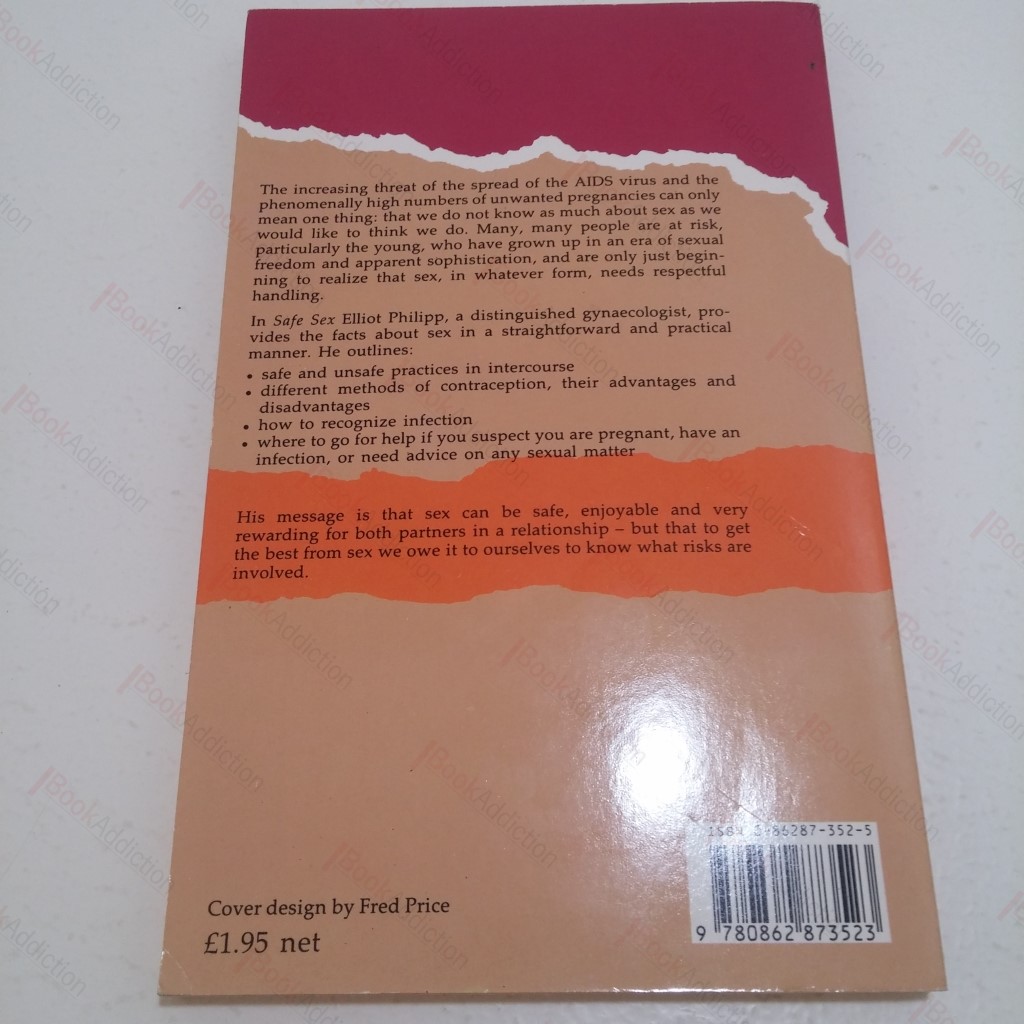 The increasing threat of the spread of the AIDS virus and the
phenomenally high numbers of unwanted pregnancies can only
mean one thing: that we do not know as much about sex as we
would like to think we do. Many, many people are at risk,
particularly the young, who have grown up in an era of sexual
freedom and apparent sophistication, and are only just begin-
ning to realize that sex, in whatever form, needs respectful
handling.
In Safe Sex Elliot Philipp, a distinguished gynaecologist, pro-
vides the facts about sex in a straightforward and practical
manner. He outlines:
• safe and unsafe practices in intercourse
• different methods of contraception, their advantages and
disadvantages
• how to recognize infection
• where to go for help if you suspect you are pregnant, have an
infection, or need advice on any sexual matter
His message is that sex can be safe, enjoyable and very
rewarding for both partners in a relationship – but that to get
the best from sex we owe it to ourselves to know what risks are
involved.
ISBN 0-86287-352-5
9 780862 873523
Cover design by Fred Price
£1.95 net
BookAddiction